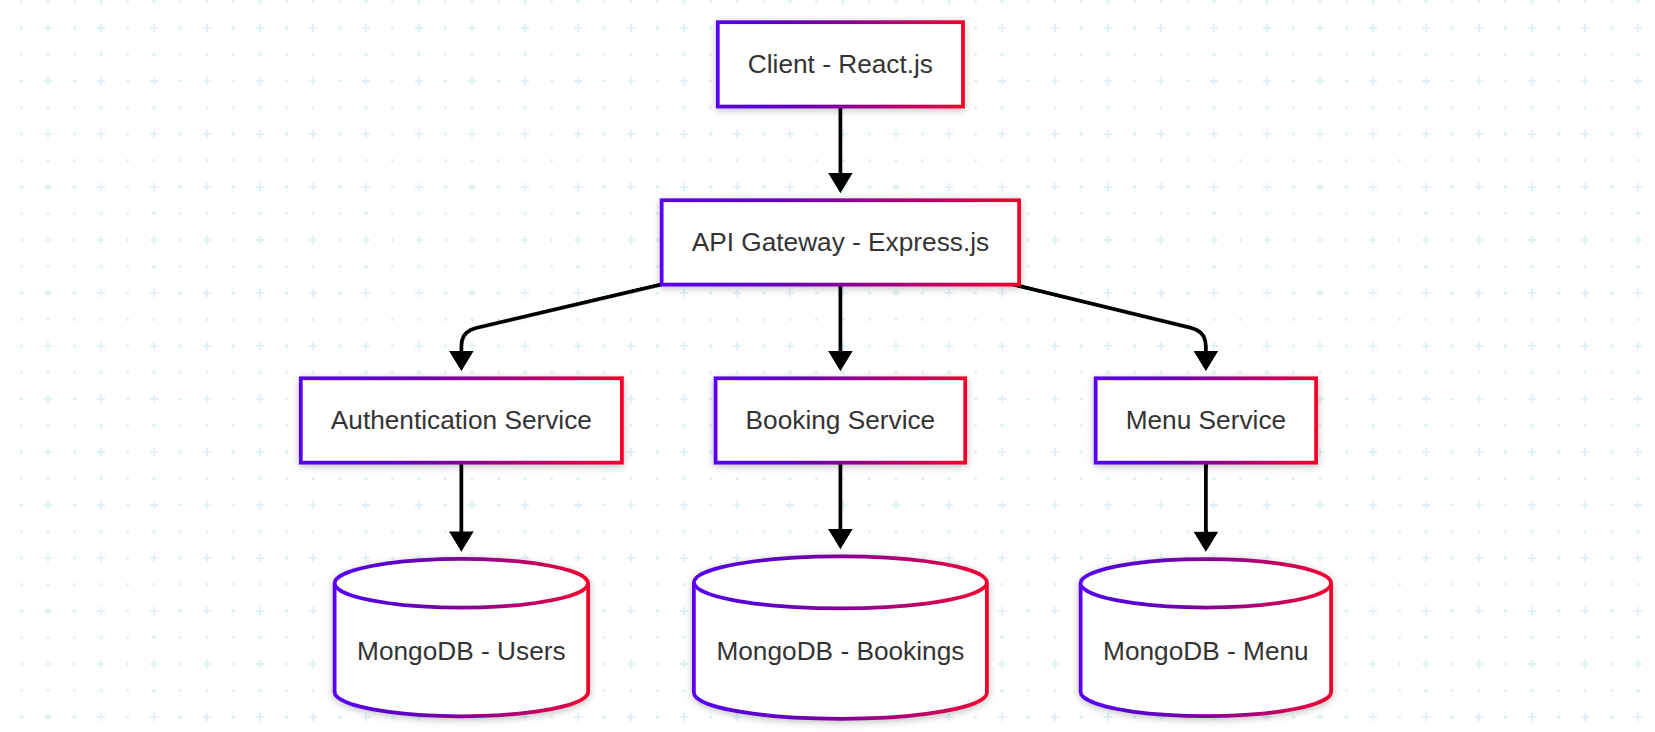 Client - React.js
API Gateway - Express.js
Authentication Service
Booking Service
Menu Service
MongoDB - Users
MongoDB - Bookings
MongoDB - Menu